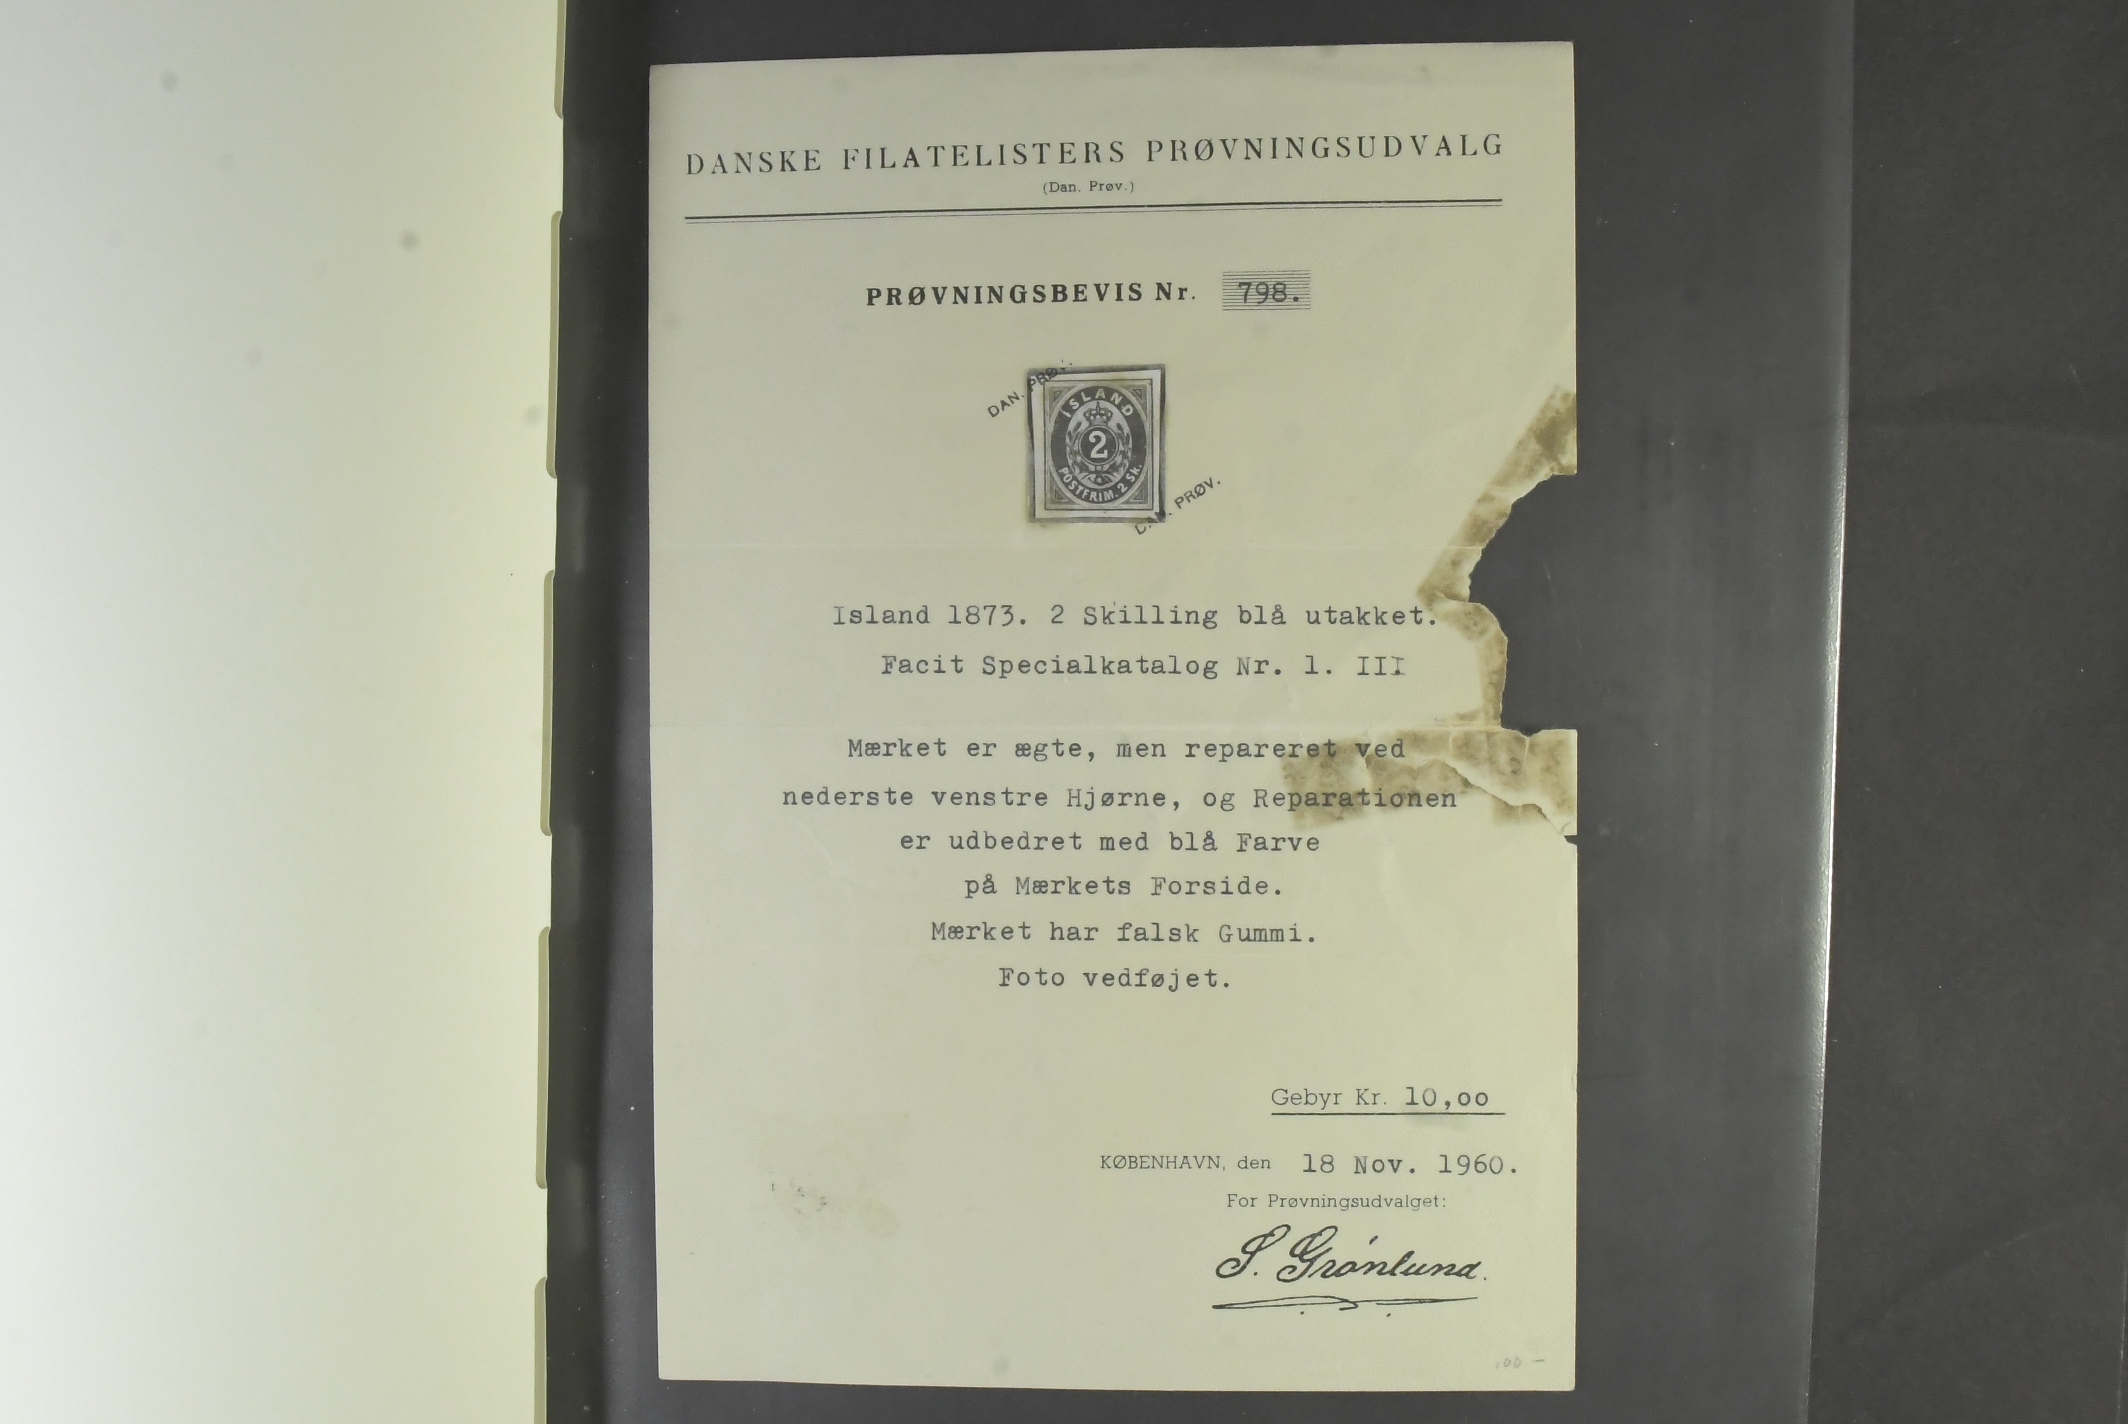 DANSKE FILATELISTERS PRØVNINGSUDVALG
(Dan. Prøv.)
PRØVNINGSBEVIS Nr. 798.
DAN. PRØV.
ISLAND
2
POSTFRIM. 2 SK.
DAN. PRØV.
Island 1873. 2 Skilling blå utakket.
Facit Specialkatalog Nr. 1. III
Mærket er ægte, men repareret ved
nederste venstre Hjørne, og Reparationen
er udbedret med blå Farve
på Mærkets Forside.
Mærket har falsk Gummi.
Foto vedføjet.
Gebyr Kr. 10,00
KØBENHAVN, den 18 Nov. 1960.
For Prøvningsudvalget:
S. Grönlund.